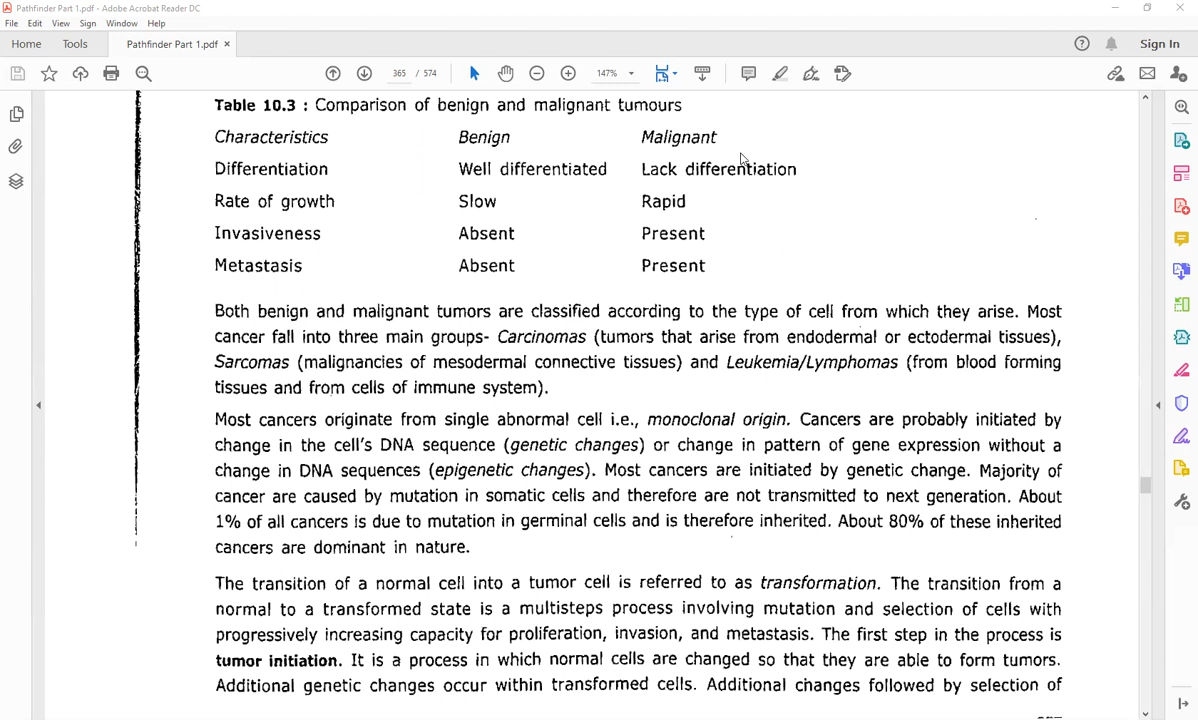 Pathfinder Part 1.pdf - Adobe Acrobat Reader DC
File Edit View Sign Window Help
Home Tools Pathfinder Part 1.pdf × Sign In
365 / 574 147%
Table 10.3 : Comparison of benign and malignant tumours
Characteristics Benign Malignant
Differentiation Well differentiated Lack differentiation
Rate of growth Slow Rapid
Invasiveness Absent Present
Metastasis Absent Present
Both benign and malignant tumors are classified according to the type of cell from which they arise. Most
cancer fall into three main groups- Carcinomas (tumors that arise from endodermal or ectodermal tissues),
Sarcomas (malignancies of mesodermal connective tissues) and Leukemia/Lymphomas (from blood forming
tissues and from cells of immune system).
Most cancers originate from single abnormal cell i.e., monoclonal origin. Cancers are probably initiated by
change in the cell's DNA sequence (genetic changes) or change in pattern of gene expression without a
change in DNA sequences (epigenetic changes). Most cancers are initiated by genetic change. Majority of
cancer are caused by mutation in somatic cells and therefore are not transmitted to next generation. About
1% of all cancers is due to mutation in germinal cells and is therefore inherited. About 80% of these inherited
cancers are dominant in nature.
The transition of a normal cell into a tumor cell is referred to as transformation. The transition from a
normal to a transformed state is a multisteps process involving mutation and selection of cells with
progressively increasing capacity for proliferation, invasion, and metastasis. The first step in the process is
tumor initiation. It is a process in which normal cells are changed so that they are able to form tumors.
Additional genetic changes occur within transformed cells. Additional changes followed by selection of